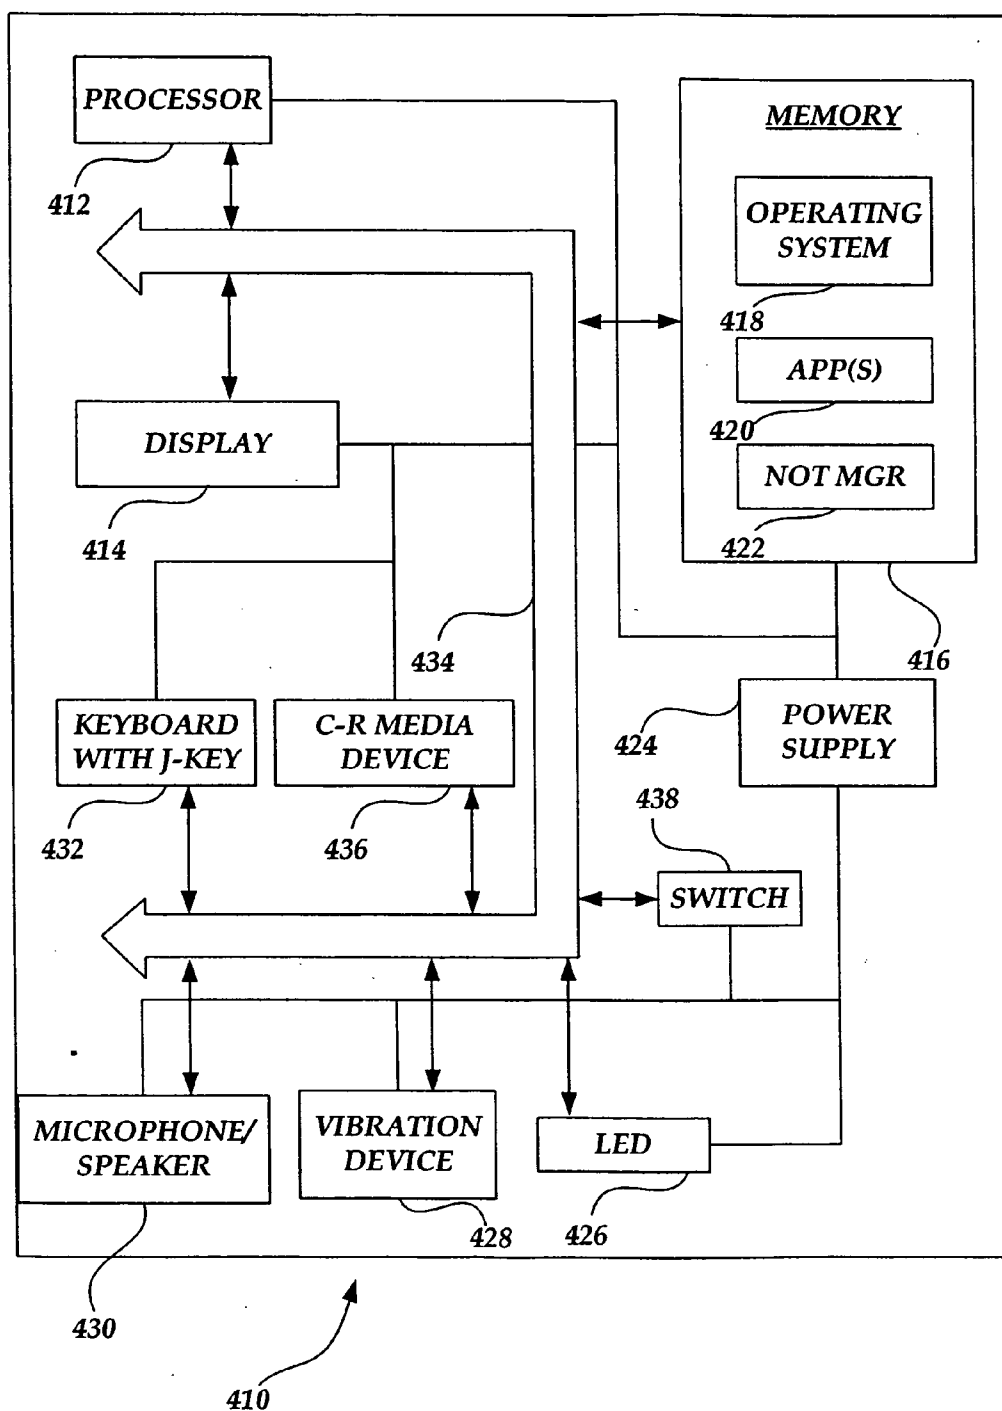 PROCESSOR
412
MEMORY
OPERATING
SYSTEM
418
APP(S)
420
NOT MGR
422
416
DISPLAY
414
434
KEYBOARD
WITH J-KEY
432
C-R MEDIA
DEVICE
436
POWER
SUPPLY
424
438
SWITCH
MICROPHONE/
SPEAKER
430
VIBRATION
DEVICE
428
LED
426
410